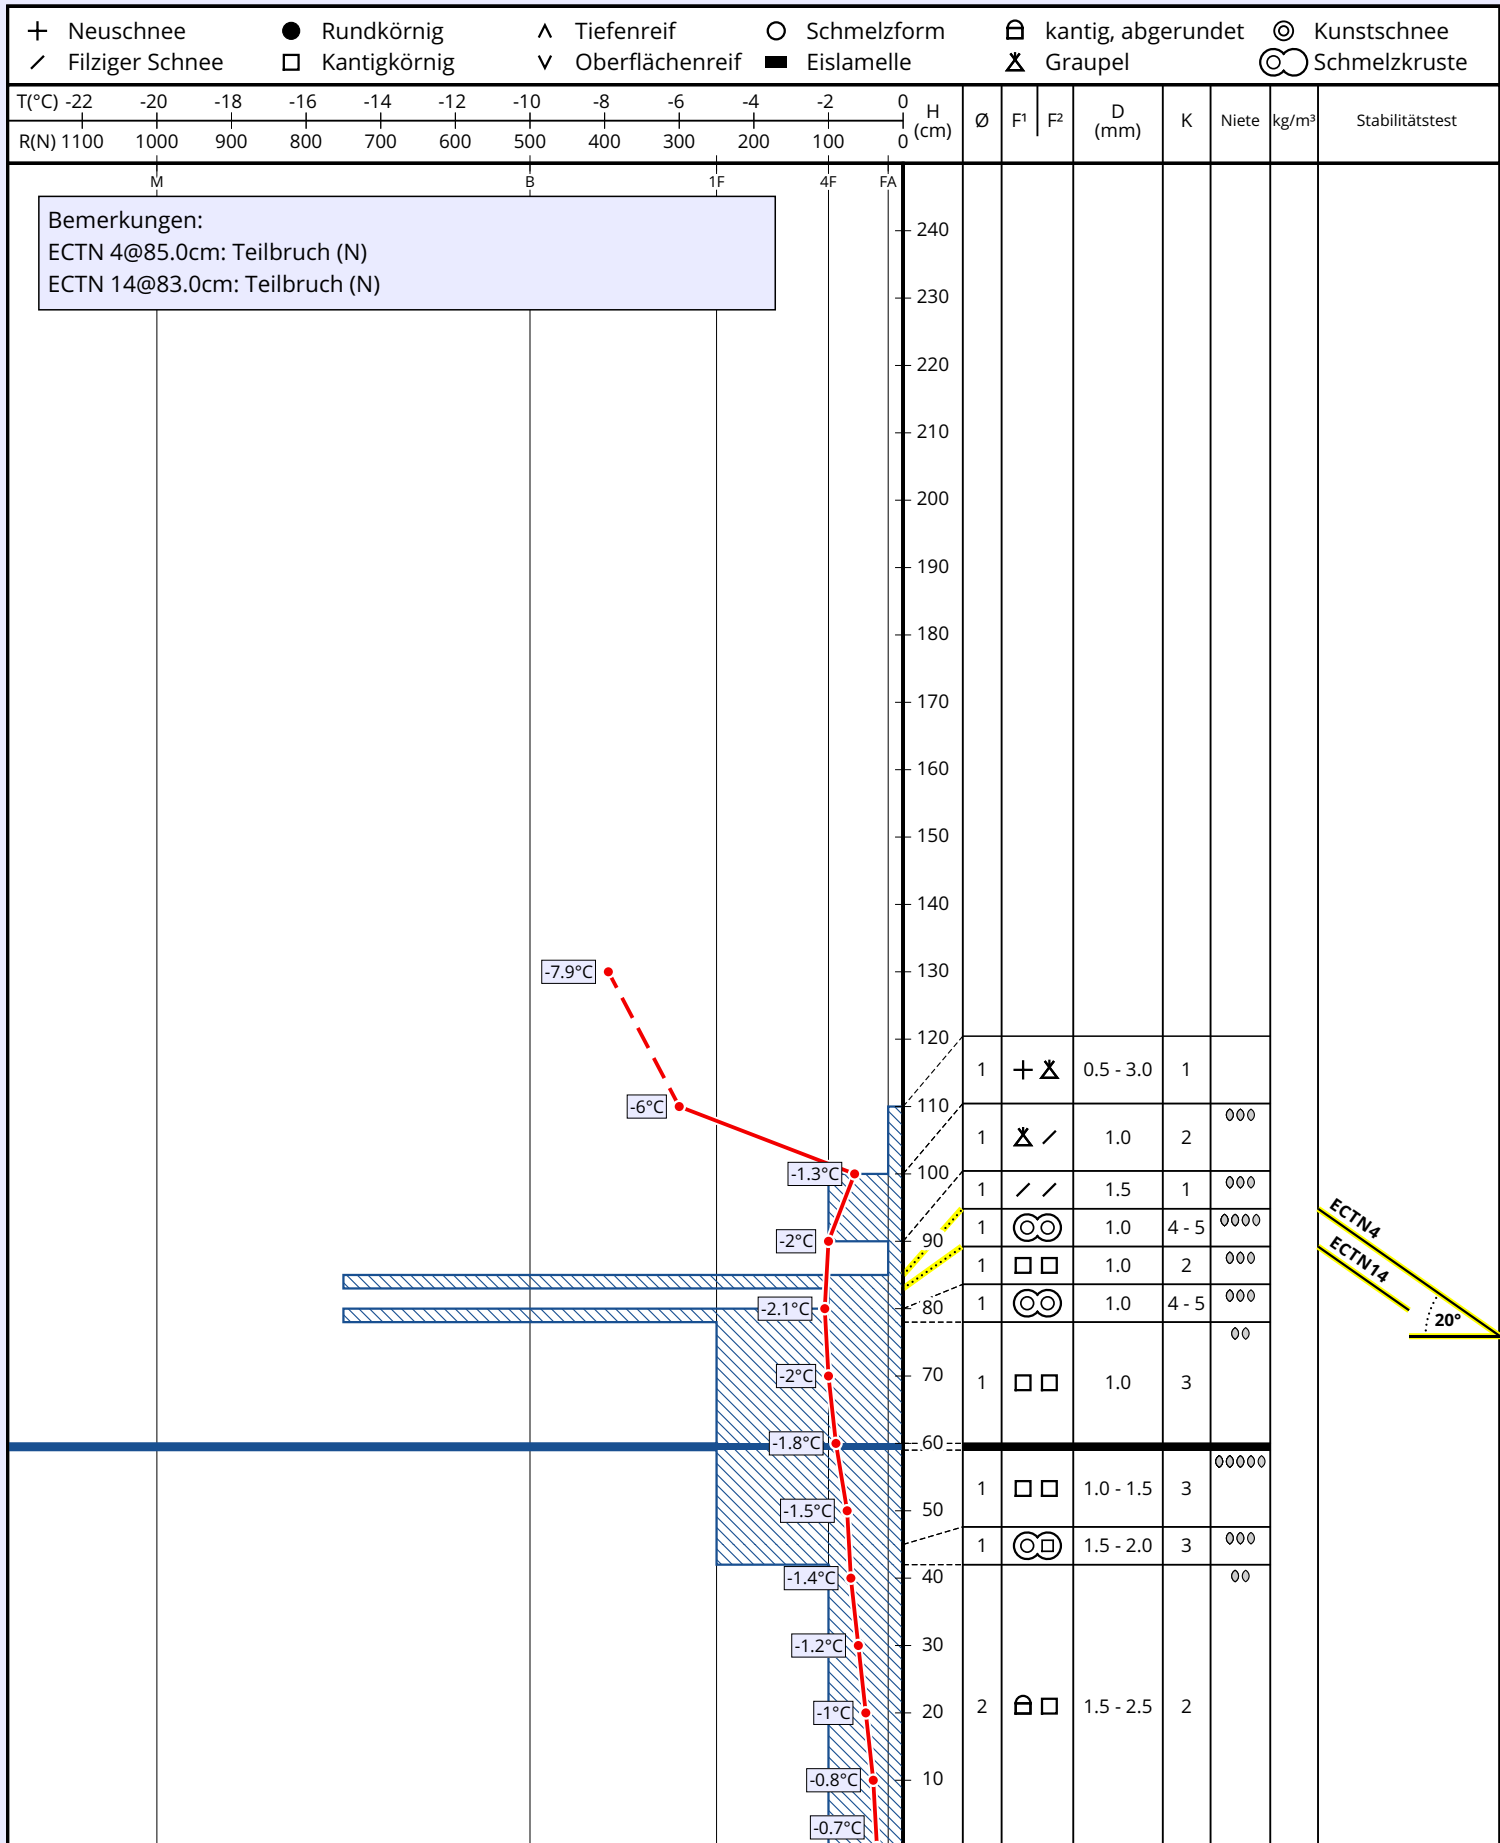 Neuschnee Rundkörnig Tiefenreif Schmelzform kantig, abgerundet Kunstschnee
Filziger Schnee Kantigkörnig Oberflächenreif Eislamelle Graupel Schmelzkruste
T(°C) -22 -20 -18 -16 -14 -12 -10 -8 -6 -4 -2 0
R(N) 1100 1000 900 800 700 600 500 400 300 200 100 0
H (cm) Ø F¹ F² D (mm) K Niete kg/m³ Stabilitätstest
M B 1F 4F FA
Bemerkungen:
ECTN 4@85.0cm: Teilbruch (N)
ECTN 14@83.0cm: Teilbruch (N)
240
230
220
210
200
190
180
170
160
150
140
-7.9°C 130
120
1 0.5 - 3.0 1
-6°C 110
1 1.0 2
-1.3°C 100
1 1.5 1
ECTN4
1 1.0 4 - 5
-2°C 90
ECTN14
1 1.0 2
1 1.0 4 - 5
-2.1°C 80
20°
-2°C 70
1 1.0 3
-1.8°C 60
1 1.0 - 1.5 3
-1.5°C 50
1 1.5 - 2.0 3
-1.4°C 40
-1.2°C 30
2 1.5 - 2.5 2
-1°C 20
-0.8°C 10
-0.7°C